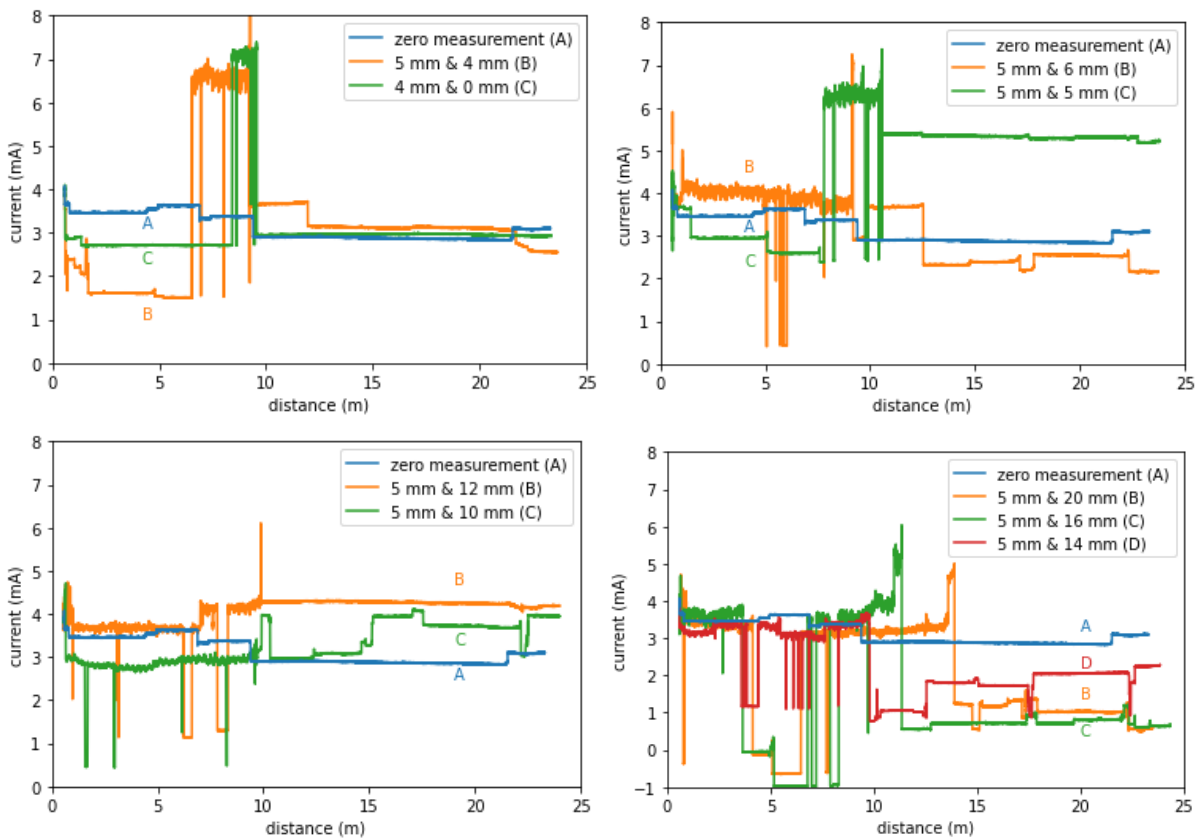 8
7
6
5
4
3
2
1
0
current (mA)
zero measurement (A)
5 mm & 4 mm (B)
4 mm & 0 mm (C)
A
C
B
0 5 10 15 20 25
distance (m)
8
7
6
5
4
3
2
1
0
current (mA)
zero measurement (A)
5 mm & 6 mm (B)
5 mm & 5 mm (C)
B
A
C
0 5 10 15 20 25
distance (m)
8
7
6
5
4
3
2
1
0
current (mA)
zero measurement (A)
5 mm & 12 mm (B)
5 mm & 10 mm (C)
B
C
A
0 5 10 15 20 25
distance (m)
8
7
6
5
4
3
2
1
0
−1
current (mA)
zero measurement (A)
5 mm & 20 mm (B)
5 mm & 16 mm (C)
5 mm & 14 mm (D)
A
D
B
C
0 5 10 15 20 25
distance (m)